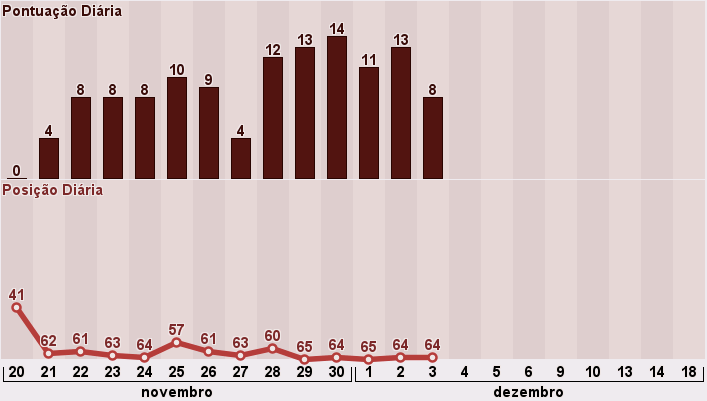 Pontuação Diária
0 4 8 8 8 10 9 4 12 13 14 11 13 8
Posição Diária
41 62 61 63 64 57 61 63 60 65 64 65 64 64
20 21 22 23 24 25 26 27 28 29 30 1 2 3 4 5 6 9 10 13 14 18
novembro dezembro